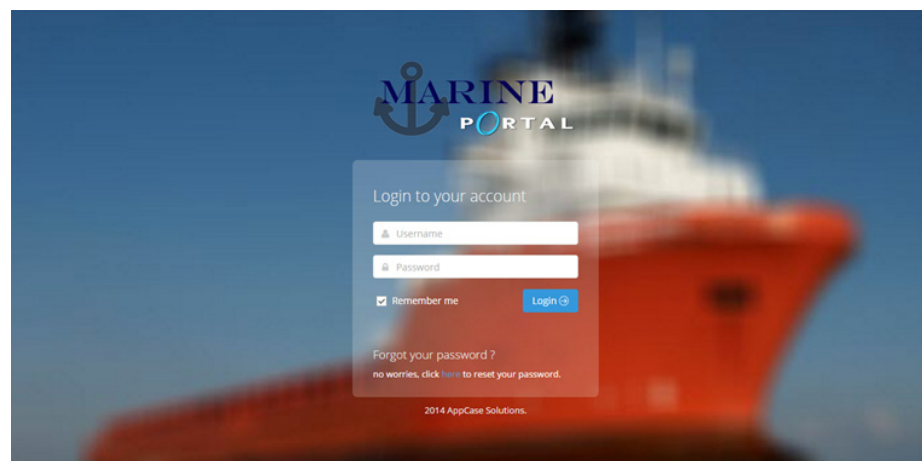 MARINE
PORTAL
Login to your account
Username
Password
Remember me
Login
Forgot your password ?
no worries, click here to reset your password.
2014 AppCase Solutions.